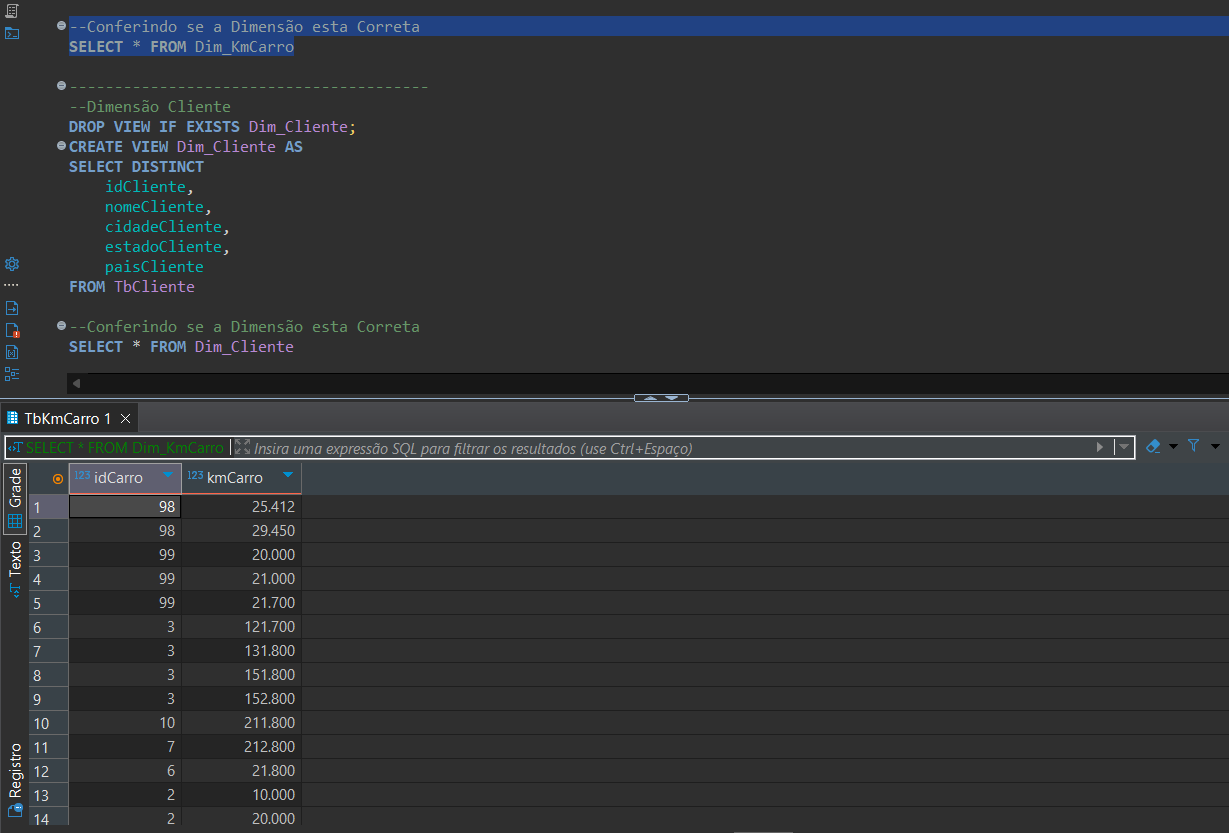 --Conferindo se a Dimensão esta Correta
SELECT * FROM Dim_KmCarro
----------------------------------------
--Dimensão Cliente
DROP VIEW IF EXISTS Dim_Cliente;
CREATE VIEW Dim_Cliente AS
SELECT DISTINCT
idCliente,
nomeCliente,
cidadeCliente,
estadoCliente,
paisCliente
FROM TbCliente
--Conferindo se a Dimensão esta Correta
SELECT * FROM Dim_Cliente
TbKmCarro 1
SELECT * FROM Dim_KmCarro Insira uma expressão SQL para filtrar os resultados (use Ctrl+Espaço)
Grade
Texto
Registro
123 idCarro 123 kmCarro
1 98 25.412
2 98 29.450
3 99 20.000
4 99 21.000
5 99 21.700
6 3 121.700
7 3 131.800
8 3 151.800
9 3 152.800
10 10 211.800
11 7 212.800
12 6 21.800
13 2 10.000
14 2 20.000